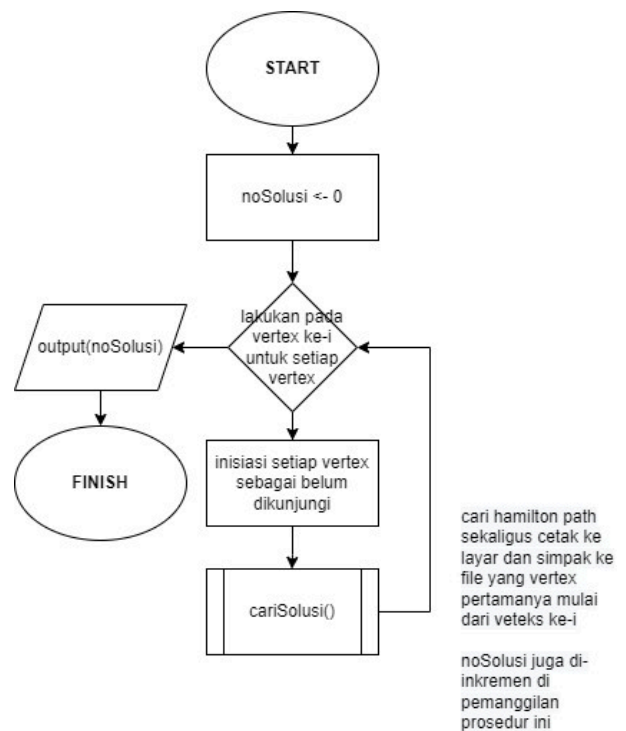 START
noSolusi <- 0
lakukan pada
vertex ke-i
untuk setiap
vertex
output(noSolusi)
FINISH
inisiasi setiap vertex
sebagai belum
dikunjungi
cariSolusi()
cari hamilton path
sekaligus cetak ke
layar dan simpak ke
file yang vertex
pertamanya mulai
dari veteks ke-i
noSolusi juga di-
inkremen di
pemanggilan
prosedur ini